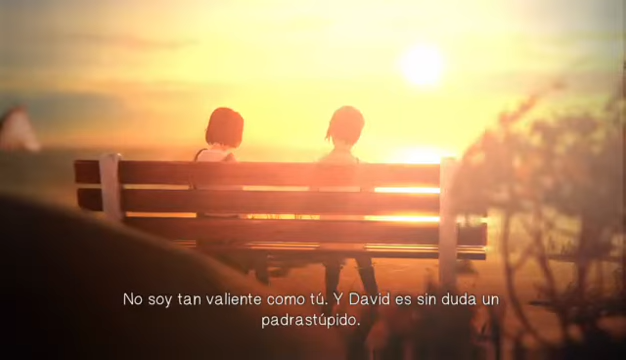 No soy tan valiente como tú. Y David es sin duda un
padrastúpido.